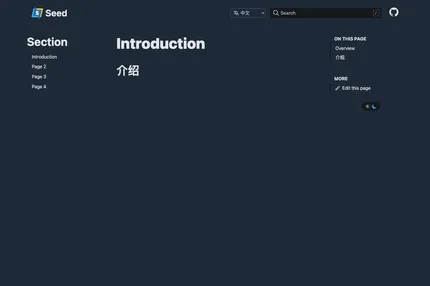 Seed
中文
Search
/
Section
Introduction
Page 2
Page 3
Page 4
Introduction
介绍
ON THIS PAGE
Overview
介绍
MORE
Edit this page